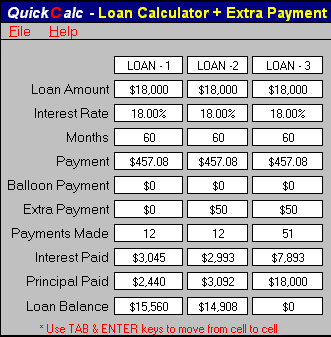 QuickCalc - Loan Calculator + Extra Payment
File Help
LOAN - 1 LOAN -2 LOAN - 3
Loan Amount $18,000 $18,000 $18,000
Interest Rate 18.00% 18.00% 18.00%
Months 60 60 60
Payment $457.08 $457.08 $457.08
Balloon Payment $0 $0 $0
Extra Payment $0 $50 $50
Payments Made 12 12 51
Interest Paid $3,045 $2,993 $7,893
Principal Paid $2,440 $3,092 $18,000
Loan Balance $15,560 $14,908 $0
* Use TAB & ENTER keys to move from cell to cell